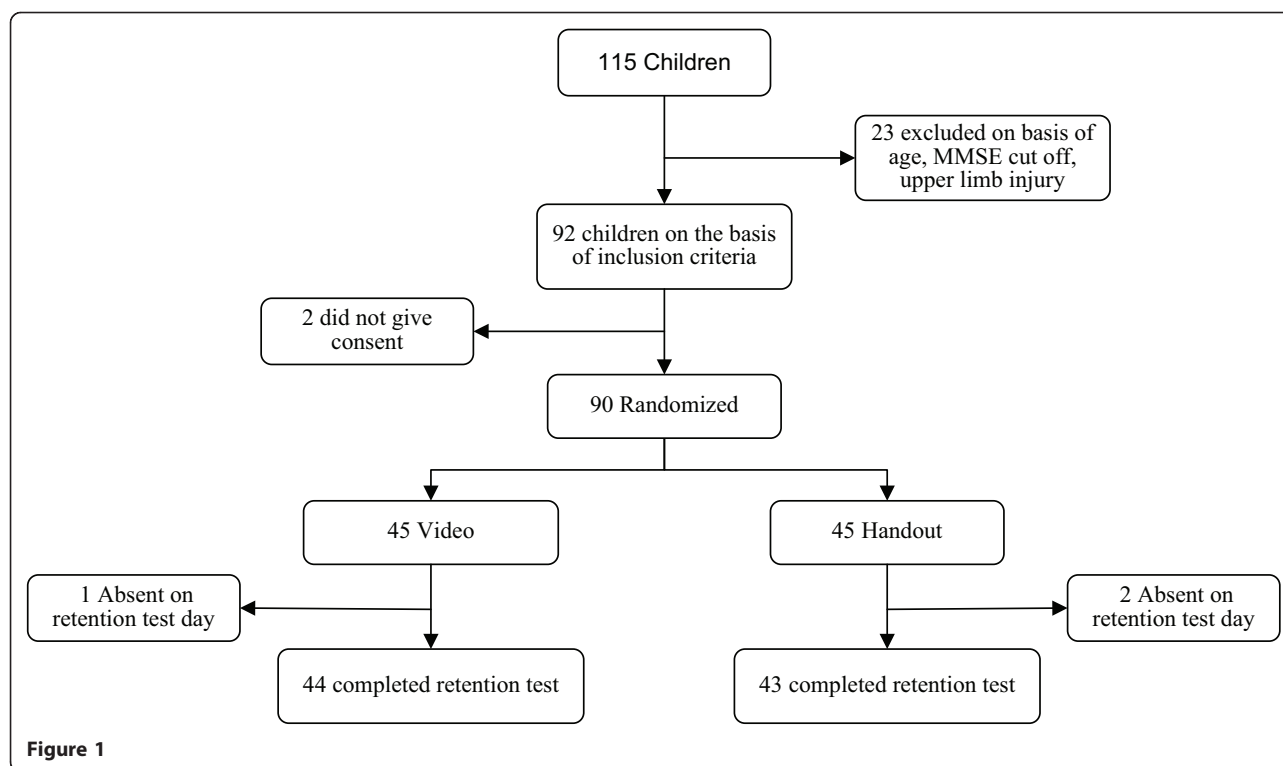 115 Children
23 excluded on basis of
age, MMSE cut off,
upper limb injury
92 children on the basis
of inclusion criteria
2 did not give
consent
90 Randomized
45 Video
45 Handout
1 Absent on
retention test day
2 Absent on
retention test day
44 completed retention test
43 completed retention test
Figure 1